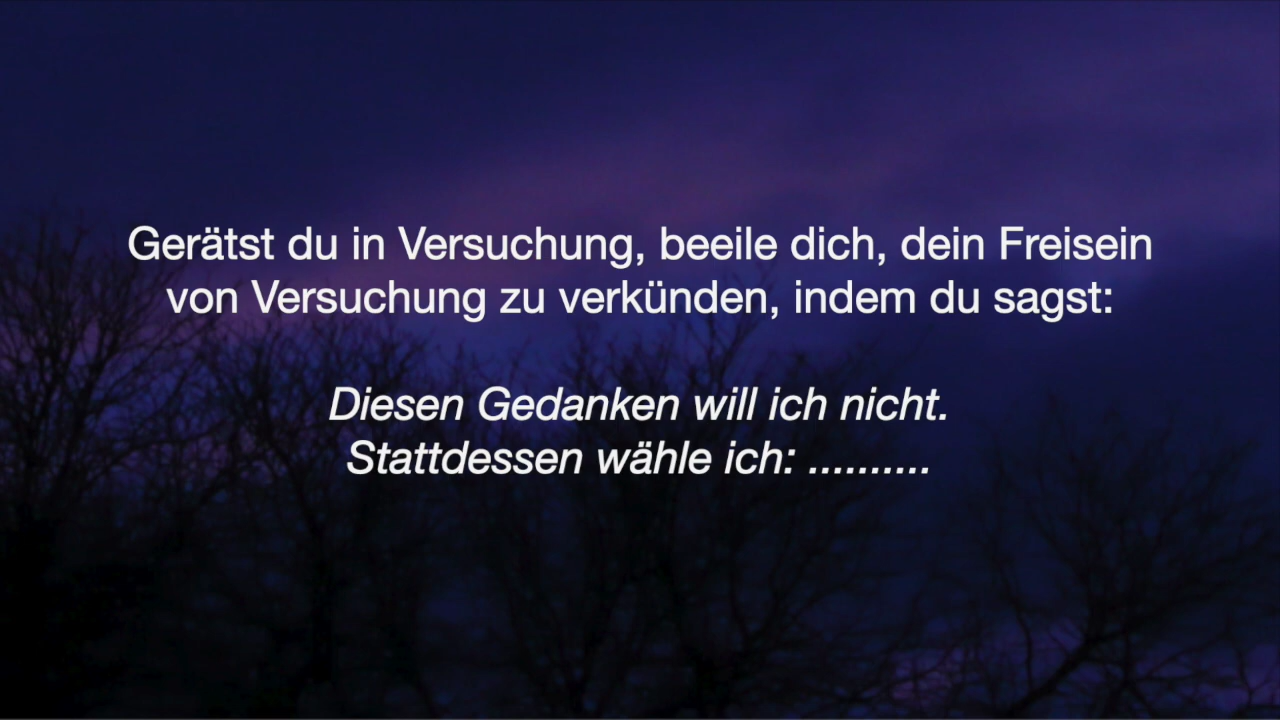 Gerätst du in Versuchung, beeile dich, dein Freisein
von Versuchung zu verkünden, indem du sagst:
Diesen Gedanken will ich nicht.
Stattdessen wähle ich: ..........